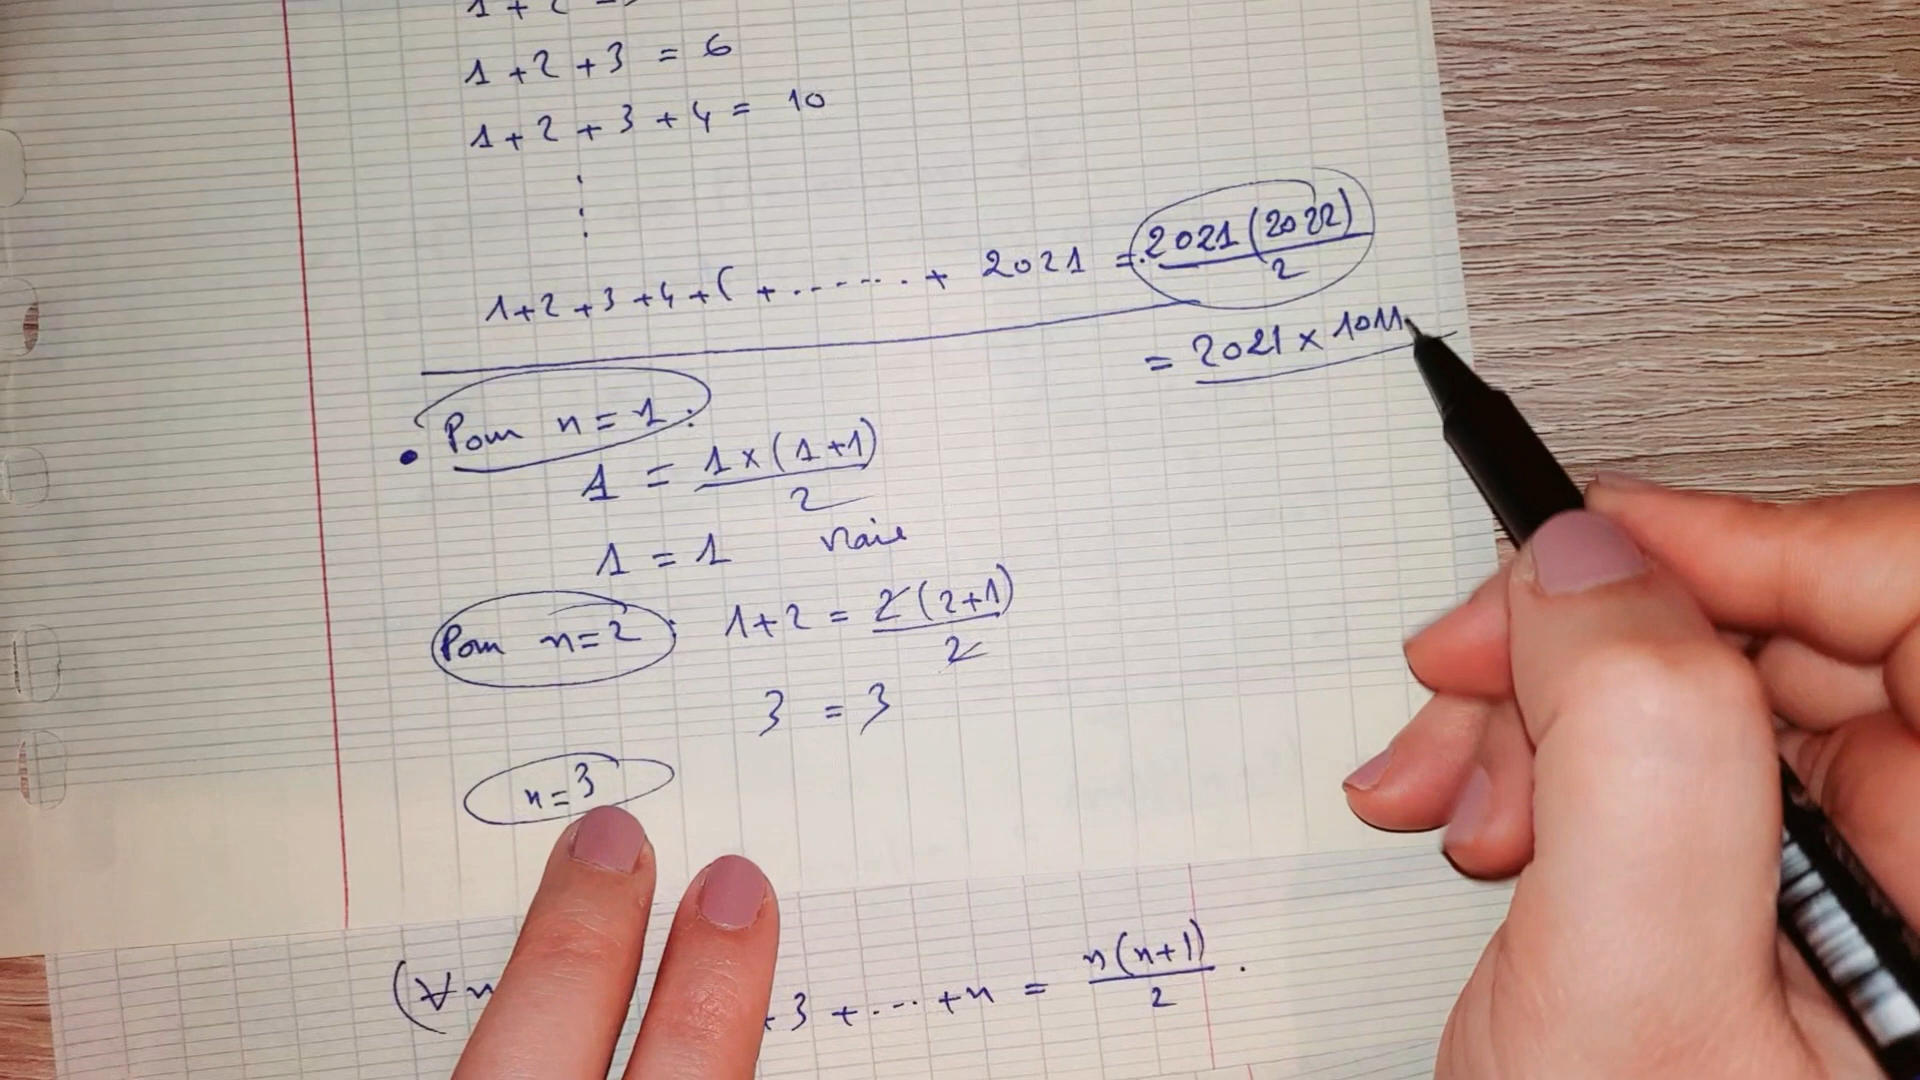 1 + 2 =
1 + 2 + 3 = 6
1 + 2 + 3 + 4 = 10
⋮
1 + 2 + 3 + 4 + ( + ....... + 2021 = 2021(2022)/2
= 2021 × 1011
• Pour n = 1 :
1 = 1 × (1 + 1)/2
1 = 1 vraie
Pour n = 2 : 1 + 2 = 2(2+1)/2
3 = 3
n = 3
(∀n + 3 + ... + n = n(n+1)/2 .